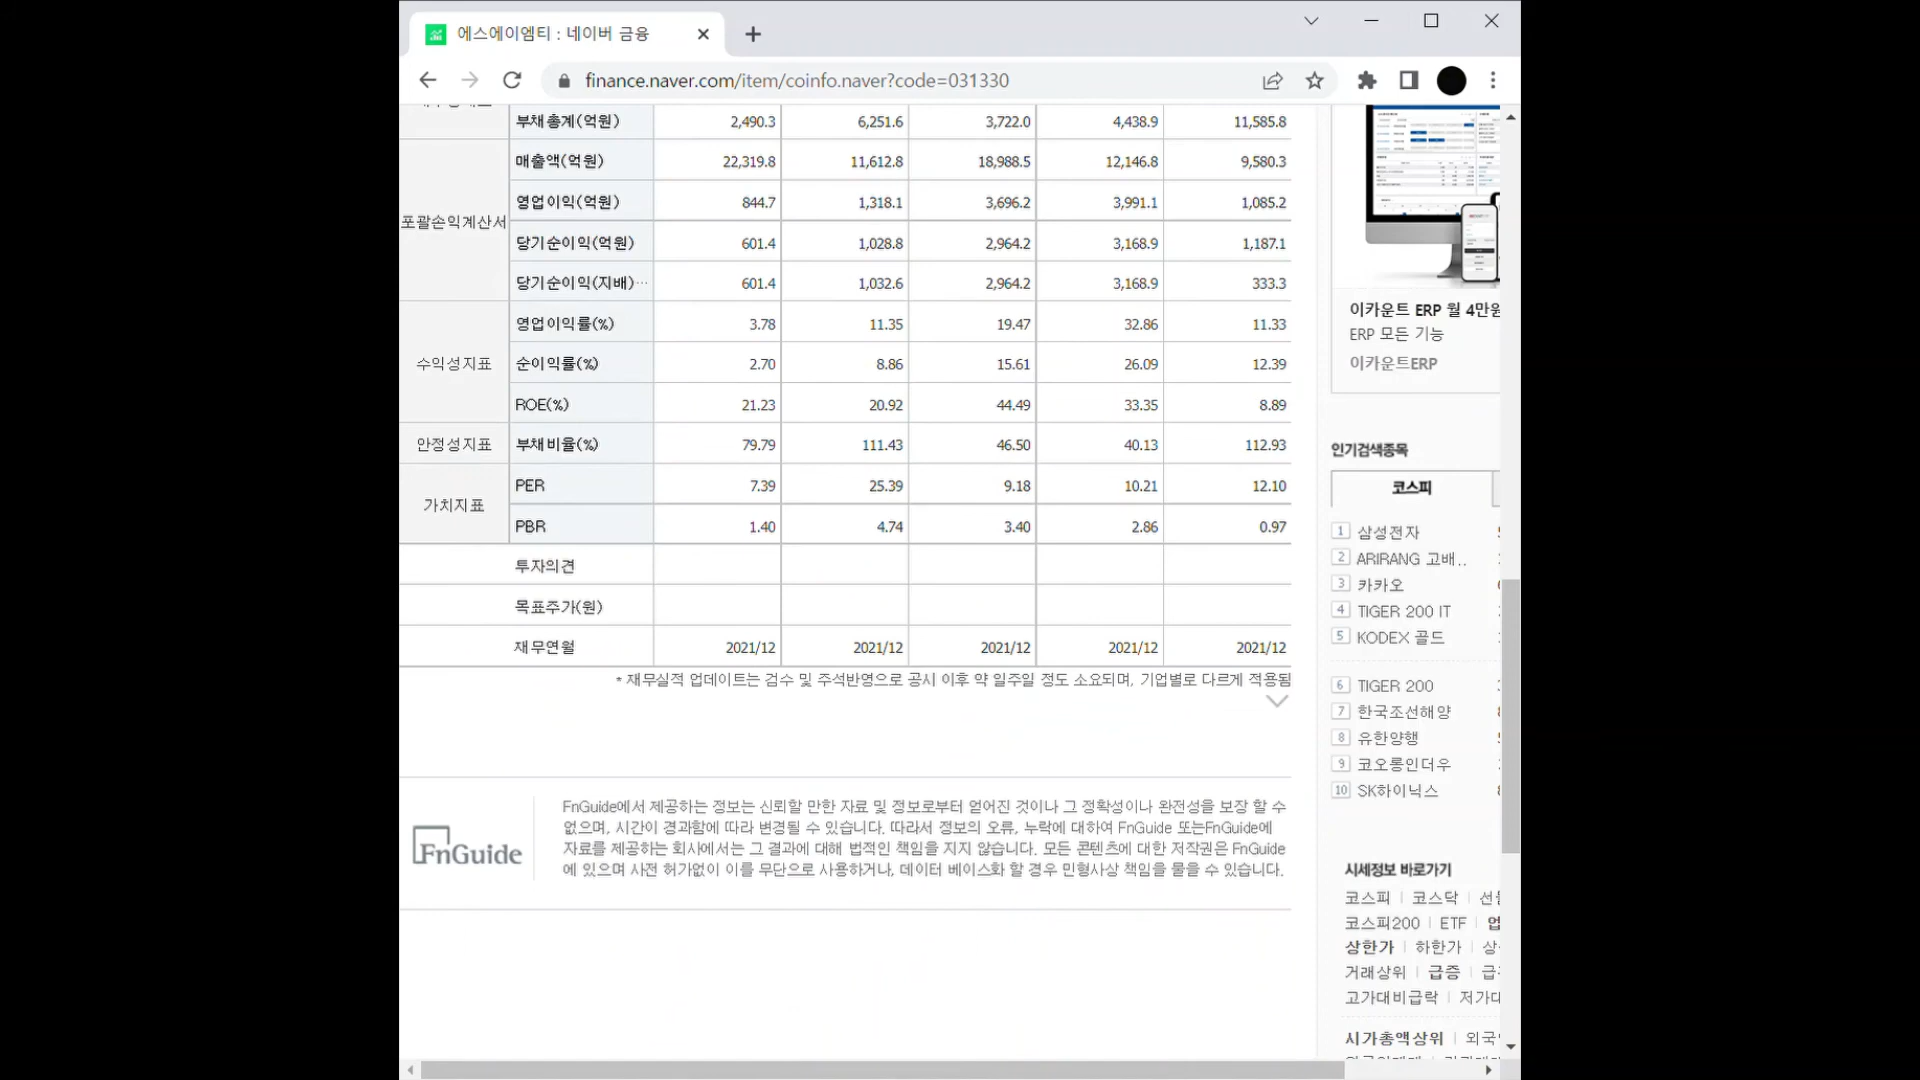 에스에이엠티 : 네이버 금융
finance.naver.com/item/coinfo.naver?code=031330
부채총계(억원) 2,490.3 6,251.6 3,722.0 4,438.9 11,585.8
매출액(억원) 22,319.8 11,612.8 18,988.5 12,146.8 9,580.3
포괄손익계산서
영업이익(억원) 844.7 1,318.1 3,696.2 3,991.1 1,085.2
당기순이익(억원) 601.4 1,028.8 2,964.2 3,168.9 1,187.1
당기순이익(지배)… 601.4 1,032.6 2,964.2 3,168.9 333.3
영업이익률(%) 3.78 11.35 19.47 32.86 11.33
수익성지표 순이익률(%) 2.70 8.86 15.61 26.09 12.39
ROE(%) 21.23 20.92 44.49 33.35 8.89
안정성지표 부채비율(%) 79.79 111.43 46.50 40.13 112.93
가치지표
PER 7.39 25.39 9.18 10.21 12.10
PBR 1.40 4.74 3.40 2.86 0.97
투자의견
목표주가(원)
재무연월 2021/12 2021/12 2021/12 2021/12 2021/12
* 재무실적 업데이트는 검수 및 주석반영으로 공시 이후 약 일주일 정도 소요되며, 기업별로 다르게 적용됨
FnGuide
FnGuide에서 제공하는 정보는 신뢰할 만한 자료 및 정보로부터 얻어진 것이나 그 정확성이나 완전성을 보장 할 수
없으며, 시간이 경과함에 따라 변경될 수 있습니다. 따라서 정보의 오류, 누락에 대하여 FnGuide 또는FnGuide에
자료를 제공하는 회사에서는 그 결과에 대해 법적인 책임을 지지 않습니다. 모든 콘텐츠에 대한 저작권은 FnGuide
에 있으며 사전 허가없이 이를 무단으로 사용하거나, 데이터 베이스화 할 경우 민형사상 책임을 물을 수 있습니다.
이카운트 ERP 월 4만원
ERP 모든 기능
이카운트ERP
인기검색종목
코스피
1 삼성전자
2 ARIRANG 고배..
3 카카오
4 TIGER 200 IT
5 KODEX 골드
6 TIGER 200
7 한국조선해양
8 유한양행
9 코오롱인더우
10 SK하이닉스
시세정보 바로가기
코스피 | 코스닥 |
코스피200 | ETF |
상한가 | 하한가 |
거래상위 | 급증 |
고가대비급락 |
시가총액상위 |